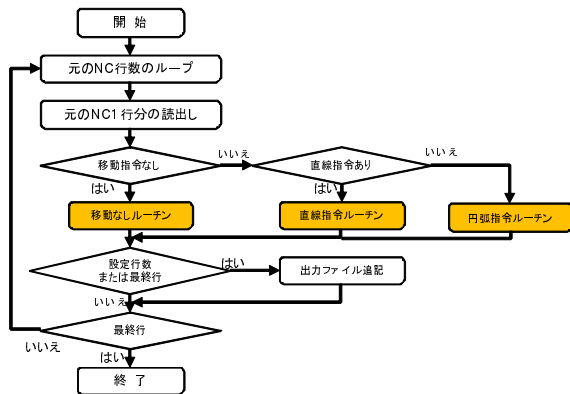 開 始
元のNC行数のループ
元のNC1行分の読出し
移動指令なし
いいえ
直線指令あり
いいえ
はい
はい
移動なしルーチン
直線指令ルーチン
円弧指令ルーチン
設定行数
または最終行
はい
出力ファイル追記
いいえ
最終行
いいえ
はい
終 了